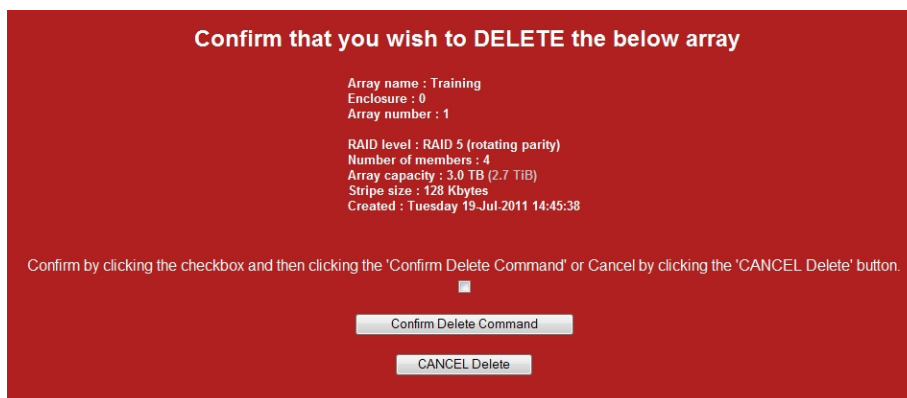 Confirm that you wish to DELETE the below array
Array name : Training
Enclosure : 0
Array number : 1
RAID level : RAID 5 (rotating parity)
Number of members : 4
Array capacity : 3.0 TB (2.7 TiB)
Stripe size : 128 Kbytes
Created : Tuesday 19-Jul-2011 14:45:38
Confirm by clicking the checkbox and then clicking the 'Confirm Delete Command' or Cancel by clicking the 'CANCEL Delete' button.
Confirm Delete Command
CANCEL Delete